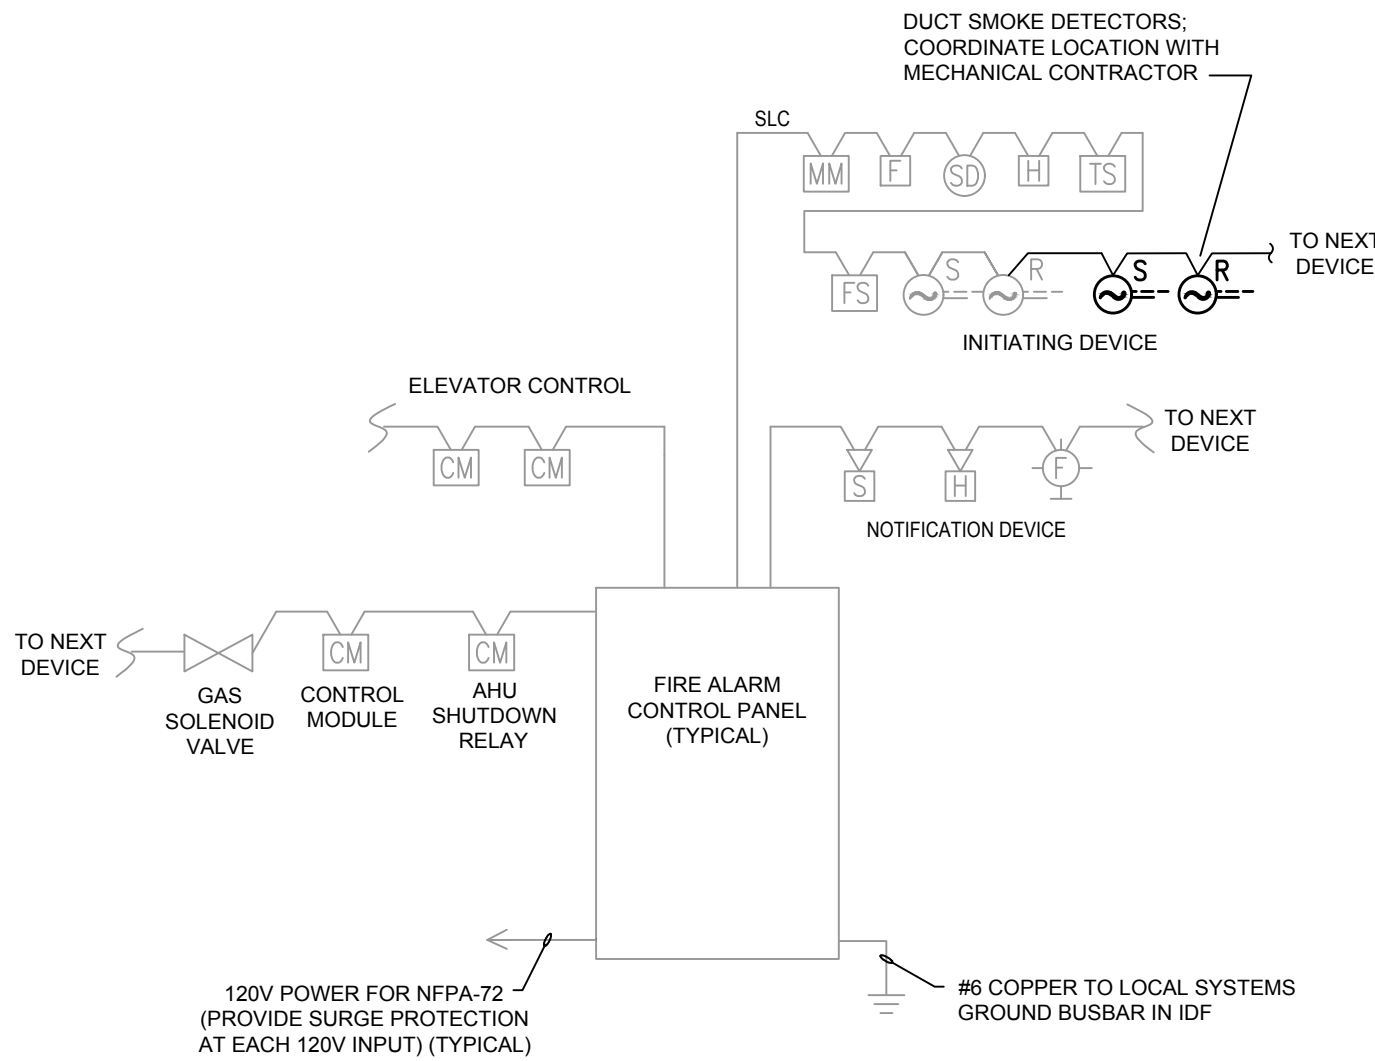 DUCT SMOKE DETECTORS;
COORDINATE LOCATION WITH
MECHANICAL CONTRACTOR
SLC
MM F SD H TS
TO NEXT
DEVICE
FS S R S R
INITIATING DEVICE
ELEVATOR CONTROL
CM CM
TO NEXT
DEVICE
S H F
NOTIFICATION DEVICE
TO NEXT
DEVICE
CM CM
GAS
SOLENOID
VALVE
CONTROL
MODULE
AHU
SHUTDOWN
RELAY
FIRE ALARM
CONTROL PANEL
(TYPICAL)
120V POWER FOR NFPA-72
(PROVIDE SURGE PROTECTION
AT EACH 120V INPUT) (TYPICAL)
#6 COPPER TO LOCAL SYSTEMS
GROUND BUSBAR IN IDF